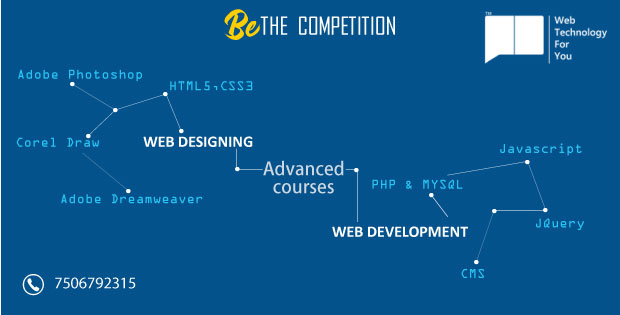 Be THE COMPETITION
TM
Web
Technology
For
You
Adobe Photoshop
HTML5,CSS3
Corel Draw
WEB DESIGNING
Adobe Dreamweaver
Advanced
courses
Javascript
PHP & MYSQL
JQuery
WEB DEVELOPMENT
CMS
7506792315